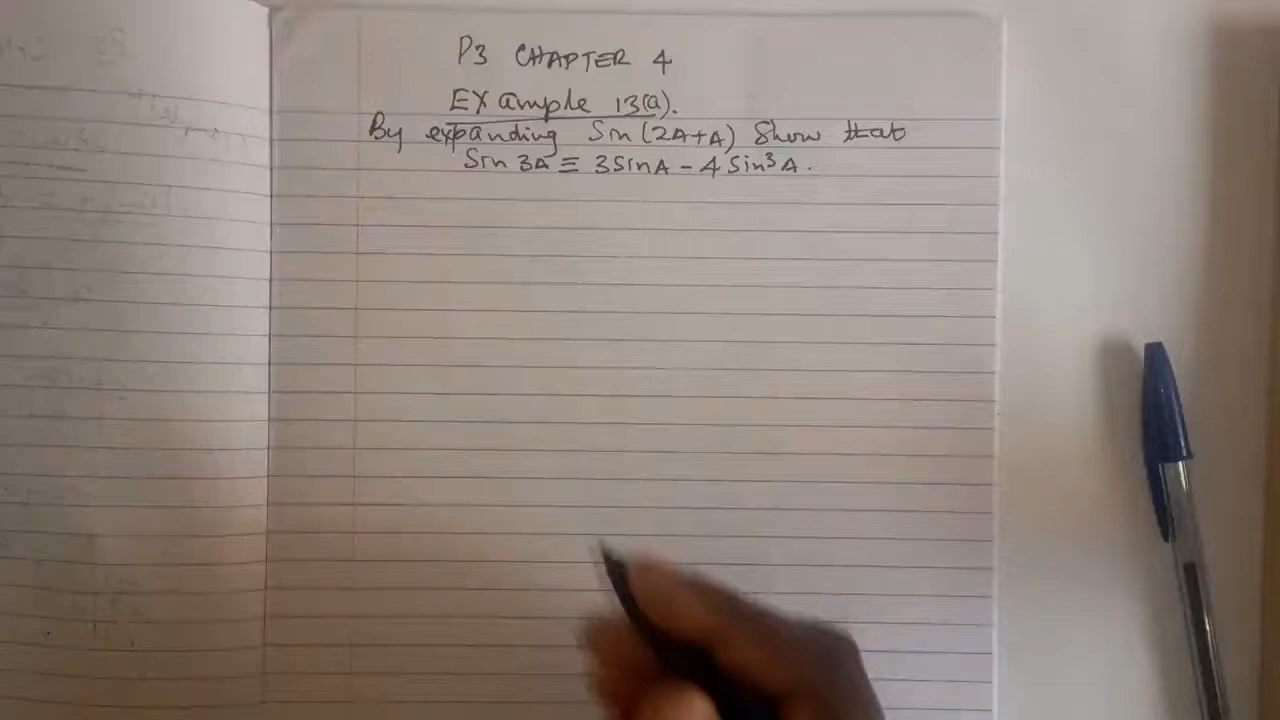 P3 CHAPTER 4
EXample 13(a).
By expanding Sin (2A+A) Show that
Sin 3A ≡ 3SinA - 4 Sin³A.